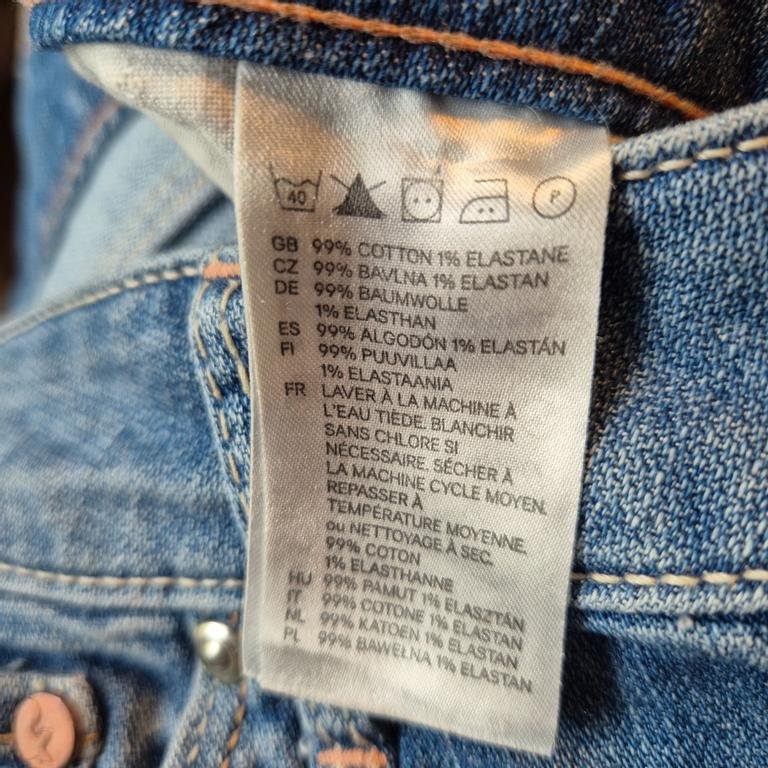 40 P
GB 99% COTTON 1% ELASTANE
CZ 99% BAVLNA 1% ELASTAN
DE 99% BAUMWOLLE
1% ELASTHAN
ES 99% ALGODÓN 1% ELASTÁN
FI 99% PUUVILLAA
1% ELASTAANIA
FR LAVER À LA MACHINE À
L'EAU TIÈDE. BLANCHIR
SANS CHLORE SI
NÉCESSAIRE. SÉCHER À
LA MACHINE CYCLE MOYEN.
REPASSER À
TEMPÉRATURE MOYENNE.
ou NETTOYAGE À SEC.
99% COTON
1% ELASTHANNE
HU 99% PAMUT 1% ELASZTÁN
IT 99% COTONE 1% ELASTAN
NL 99% KATOEN 1% ELASTAN
PL 99% BAWEŁNA 1% ELASTAN